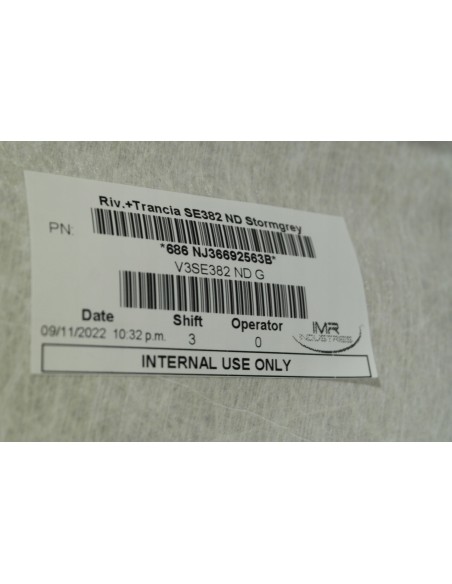 Riv.+Trancia SE382 ND Stormgrey
PN:
*686 NJ36692563B*
V3SE382 ND G
Date Shift Operator
09/11/2022 10:32 p.m. 3 0
IMR
INDUSTRIES
INTERNAL USE ONLY